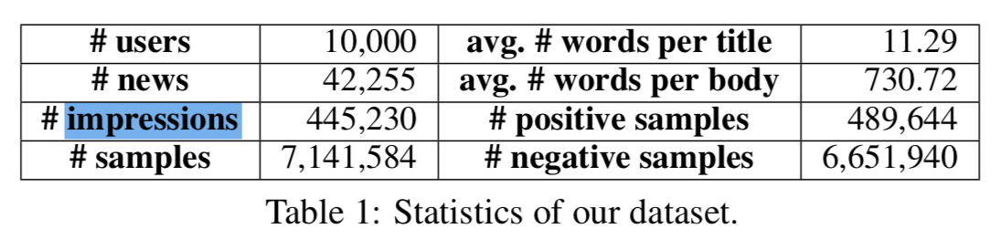 # users 10,000 avg. # words per title 11.29
# news 42,255 avg. # words per body 730.72
# impressions 445,230 # positive samples 489,644
# samples 7,141,584 # negative samples 6,651,940
Table 1: Statistics of our dataset.